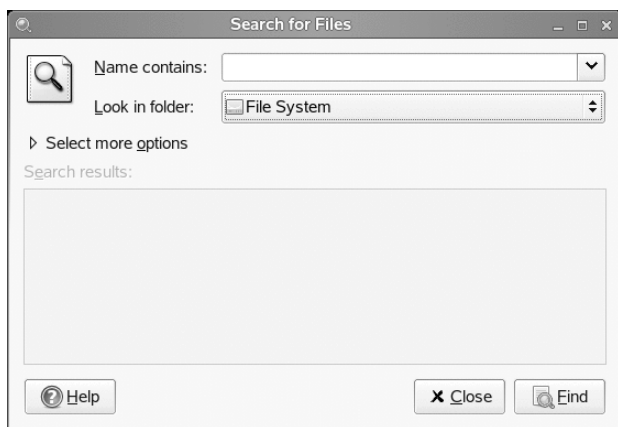 Search for Files
Name contains:
Look in folder: File System
Select more options
Search results:
Help Close Find